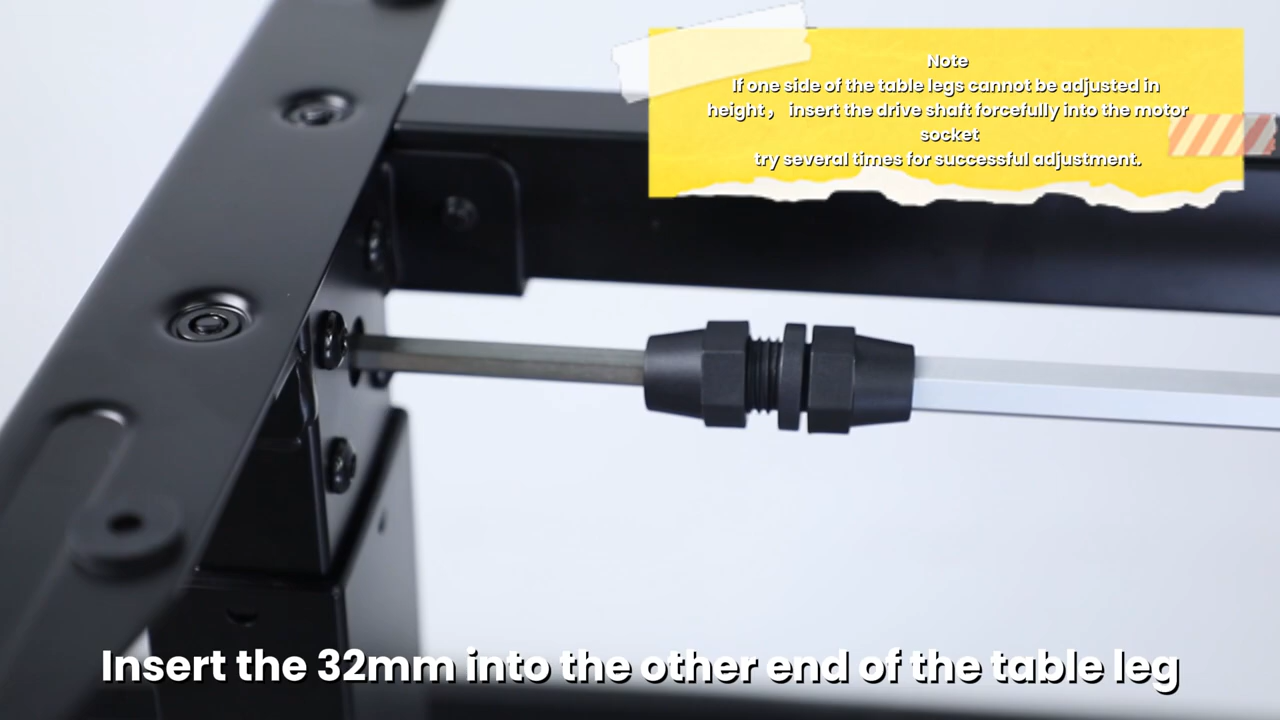 Note
If one side of the table legs cannot be adjusted in
height， insert the drive shaft forcefully into the motor
socket
try several times for successful adjustment.
Insert the 32mm into the other end of the table leg